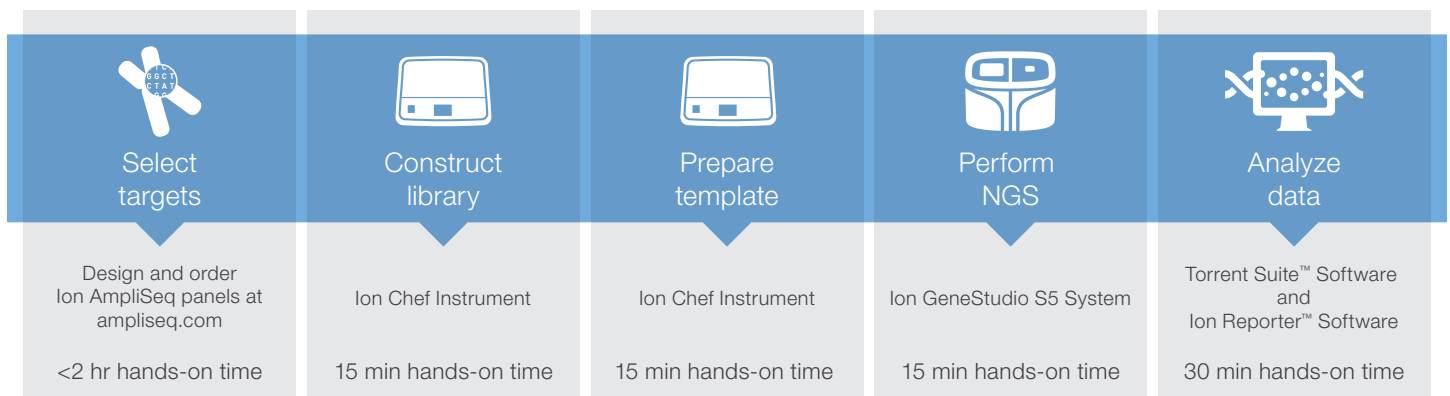 T C
GGCT
CTAT
GC
Select
targets
Design and order
Ion AmpliSeq panels at
ampliseq.com
<2 hr hands-on time
Construct
library
Ion Chef Instrument
15 min hands-on time
Prepare
template
Ion Chef Instrument
15 min hands-on time
Perform
NGS
Ion GeneStudio S5 System
15 min hands-on time
Analyze
data
Torrent Suite™ Software
and
Ion Reporter™ Software
30 min hands-on time